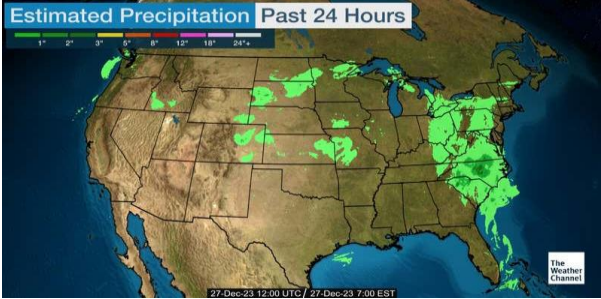 Estimated Precipitation Past 24 Hours
1" 2" 3" 5" 8" 12" 18" 24"+
The
Weather
Channel
27-Dec-23 12:00 UTC / 27-Dec-23 7:00 EST